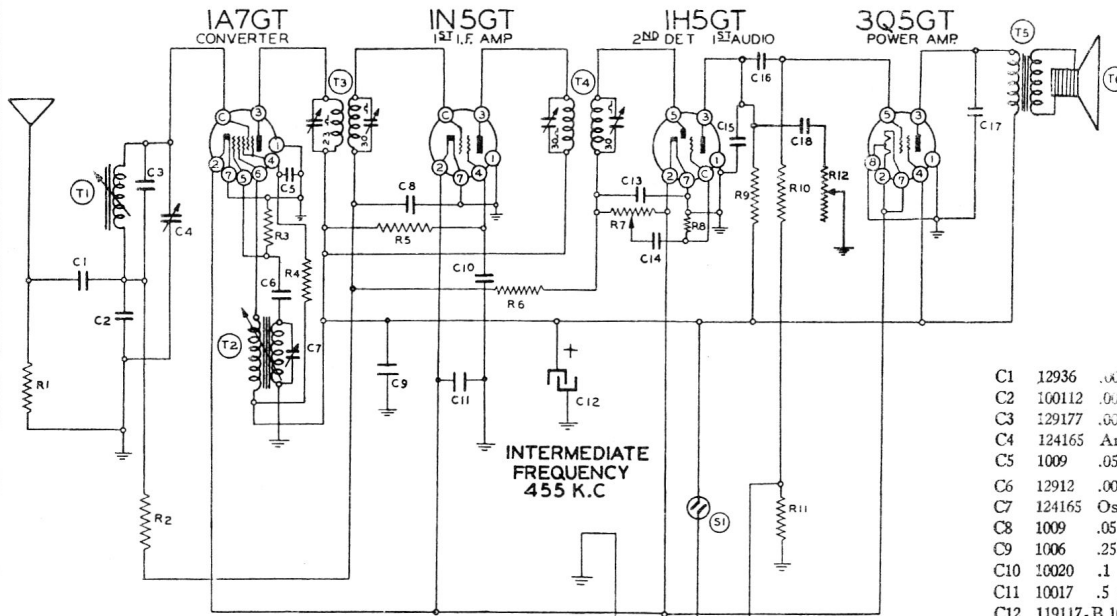 1A7GT
CONVERTER
1N5GT
1ST I.F. AMP
1H5GT
2ND DET 1ST AUDIO
3Q5GT
POWER AMP.
T1
T2
T3
T4
T5
C1
C2
C3
C4
C5
C6
C7
C8
C9
C10
C11
C12
C13
C14
C15
C16
C17
C18
R1
R2
R3
R4
R5
R6
R7
R8
R9
R10
R11
R12
S1
INTERMEDIATE
FREQUENCY
455 K.C
C1 12936
C2 100112
C3 129177
C4 124165
C5 1009 .05
C6 12912 .00
C7 124165 Os
C8 1009 .05
C9 1006 .25
C10 10020 .1
C11 10017 .5
C12 119117-B